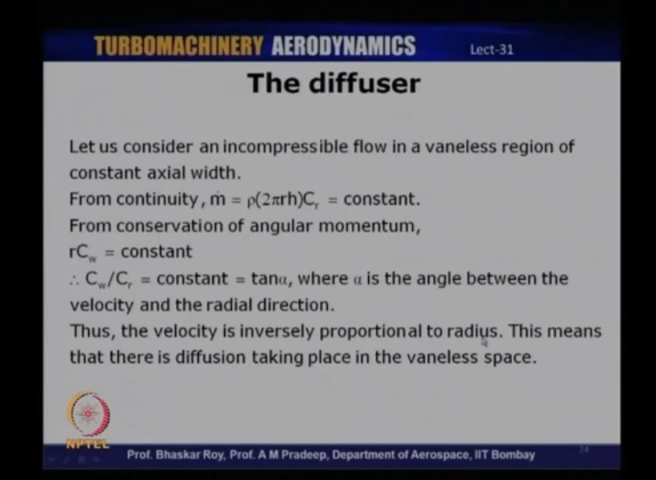 TURBOMACHINERY AERODYNAMICS Lect-31
The diffuser
Let us consider an incompressible flow in a vaneless region of
constant axial width.
From continuity, ṁ = ρ(2πrh)Cᵣ = constant.
From conservation of angular momentum,
rC_w = constant
∴ C_w/Cᵣ = constant = tanα, where α is the angle between the
velocity and the radial direction.
Thus, the velocity is inversely proportional to radius. This means
that there is diffusion taking place in the vaneless space.
NPTEL
Prof. Bhaskar Roy, Prof. A M Pradeep, Department of Aerospace, IIT Bombay
24